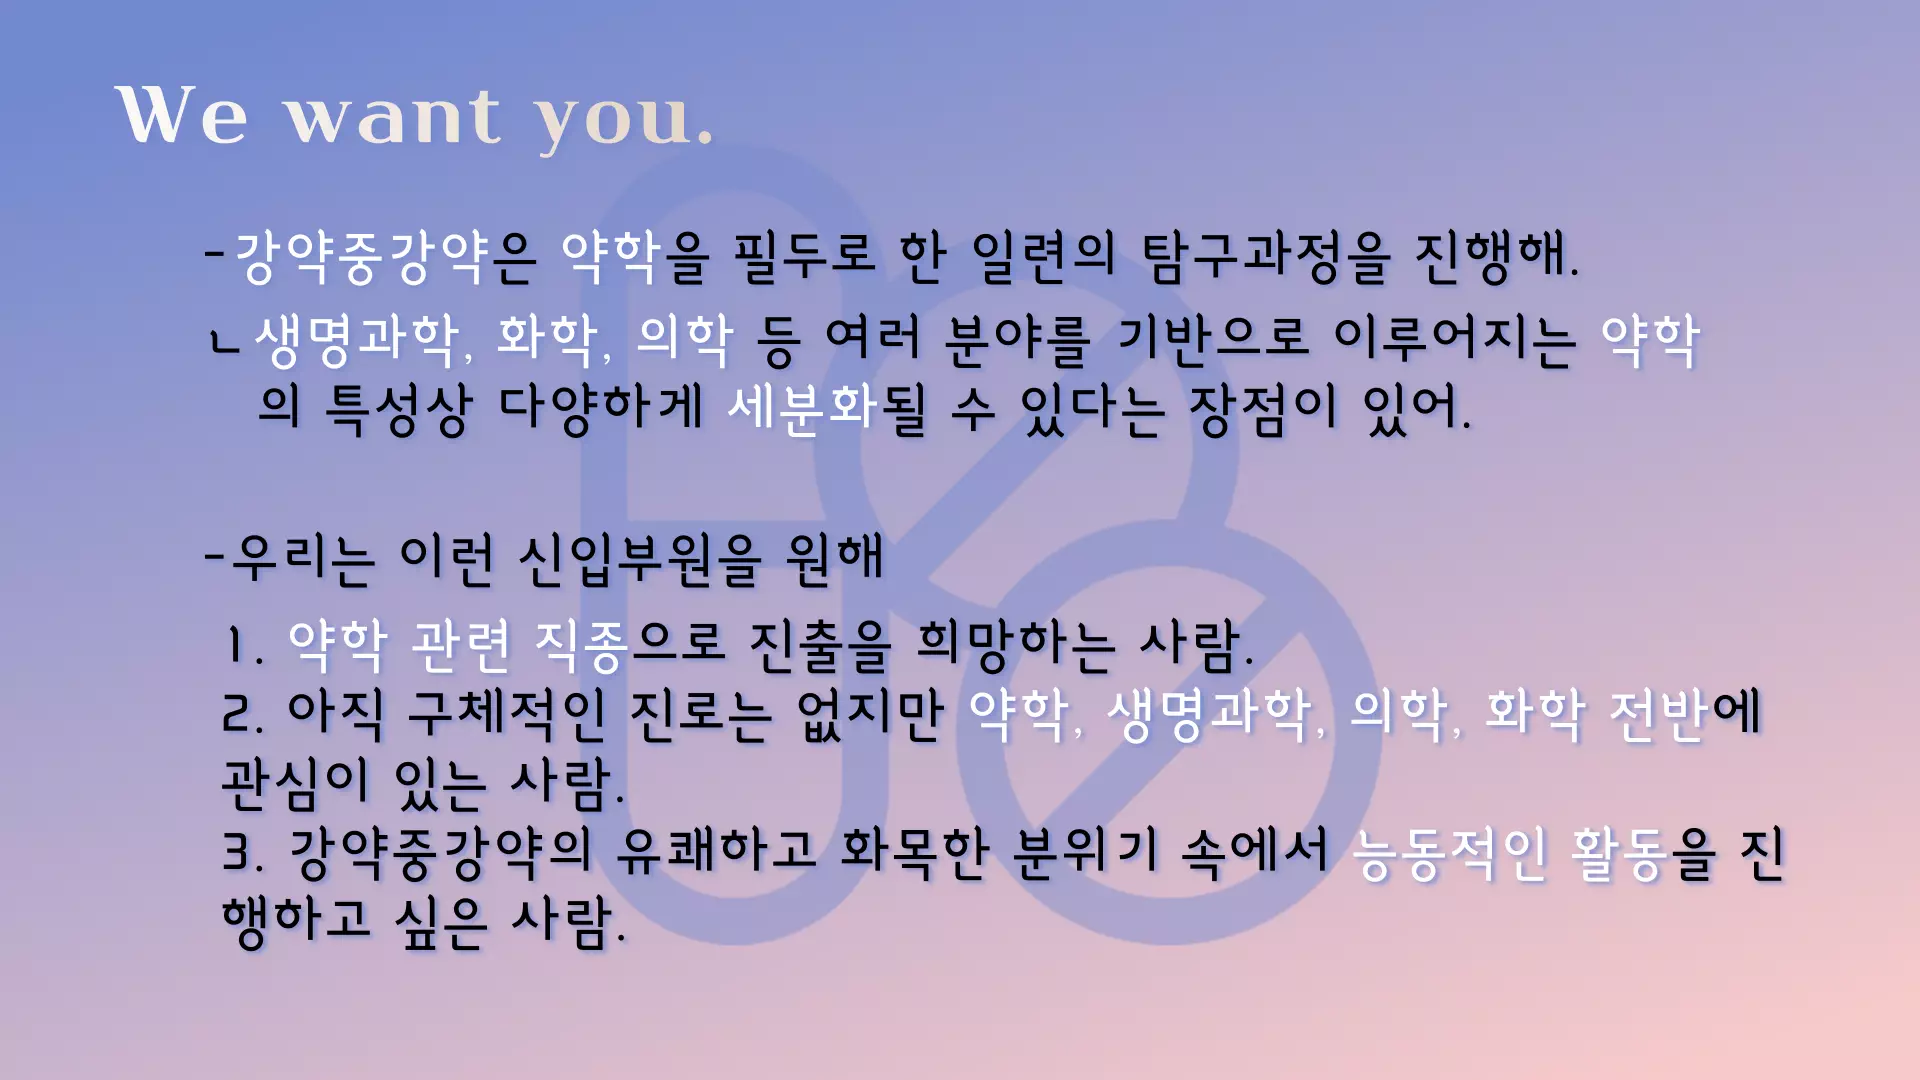 We want you.
-강약중강약은 약학을 필두로 한 일련의 탐구과정을 진행해.
ㄴ생명과학, 화학, 의학 등 여러 분야를 기반으로 이루어지는 약학
의 특성상 다양하게 세분화될 수 있다는 장점이 있어.
-우리는 이런 신입부원을 원해
1. 약학 관련 직종으로 진출을 희망하는 사람.
2. 아직 구체적인 진로는 없지만 약학, 생명과학, 의학, 화학 전반에
관심이 있는 사람.
3. 강약중강약의 유쾌하고 화목한 분위기 속에서 능동적인 활동을 진
행하고 싶은 사람.